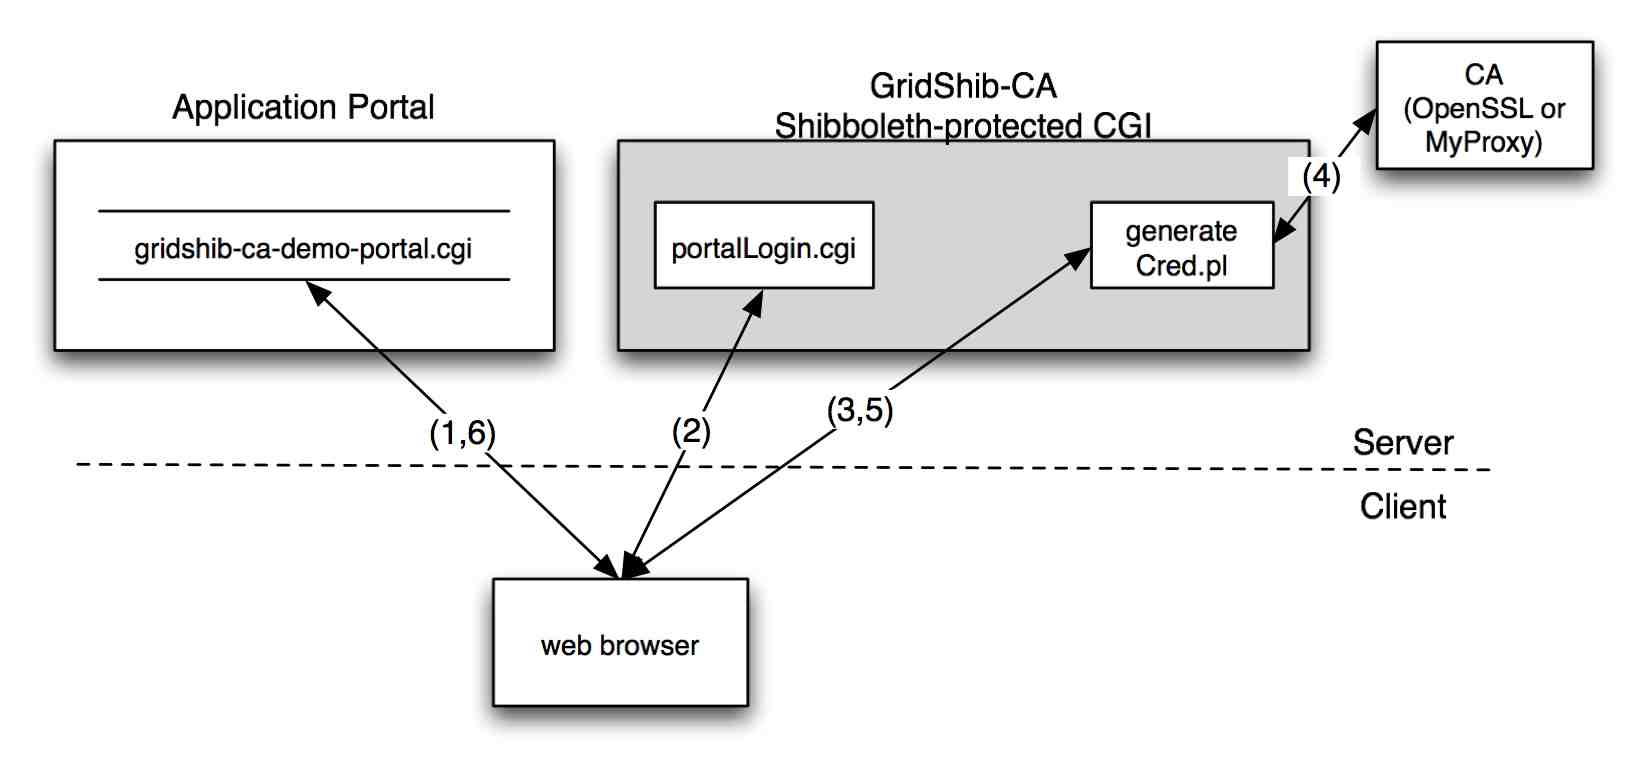 Application Portal
gridshib-ca-demo-portal.cgi
GridShib-CA
Shibboleth-protected CGI
portalLogin.cgi
generate
Cred.pl
CA
(OpenSSL or
MyProxy)
(4)
(1,6)
(2)
(3,5)
Server
Client
web browser